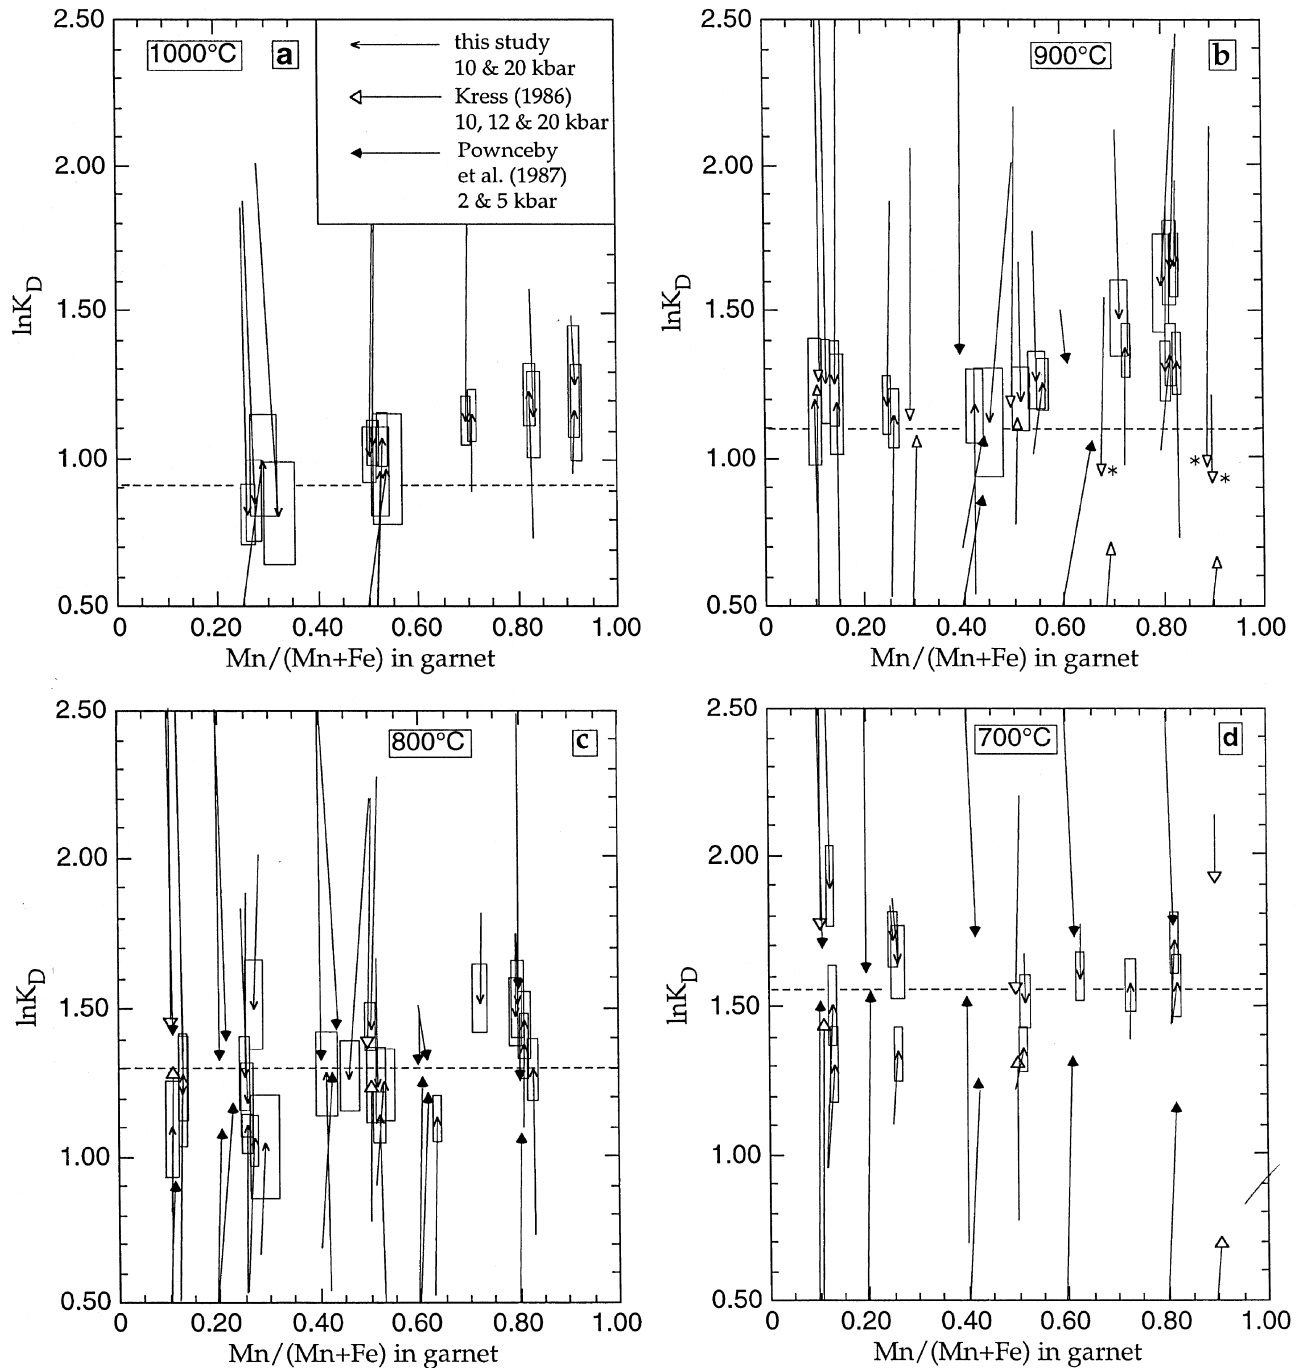 2.50
2.00
1.50
1.00
0.50
lnKD
1000°C
a
this study
10 & 20 kbar
Kress (1986)
10, 12 & 20 kbar
Pownceby
et al. (1987)
2 & 5 kbar
0 0.20 0.40 0.60 0.80 1.00
Mn/(Mn+Fe) in garnet
2.50
2.00
1.50
1.00
0.50
lnKD
900°C
b
*
*
*
0 0.20 0.40 0.60 0.80 1.00
Mn/(Mn+Fe) in garnet
2.50
2.00
1.50
1.00
0.50
lnKD
800°C
c
0 0.20 0.40 0.60 0.80 1.00
Mn/(Mn+Fe) in garnet
2.50
2.00
1.50
1.00
0.50
lnKD
700°C
d
0 0.20 0.40 0.60 0.80 1.00
Mn/(Mn+Fe) in garnet